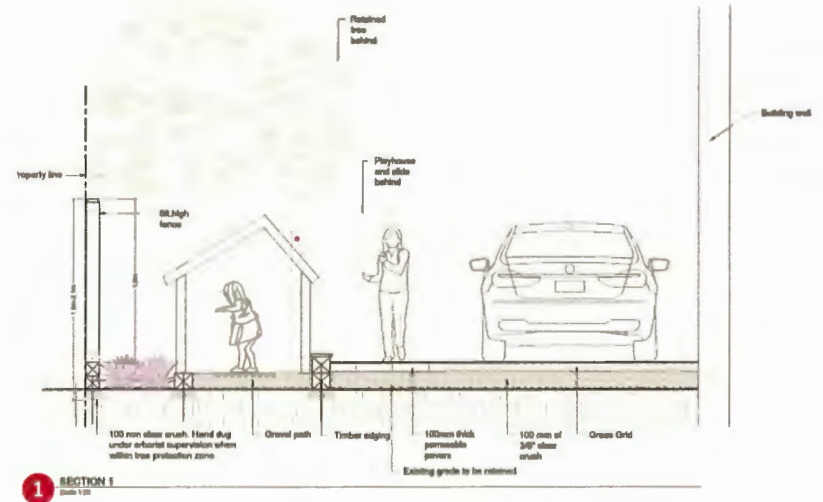 Retained
tree
behind
Building wall
Playhouse
and slide
behind
roperty line
6ft.high
fence
100 mm clear crush. Hand dug
under arborist supervision when
within tree protection zone
Gravel path
Timber edging
100mm thick
permeable
pavers
100 mm of
3/8" clear
crush
Grass Grid
Existing grade to be retained
1
SECTION 1